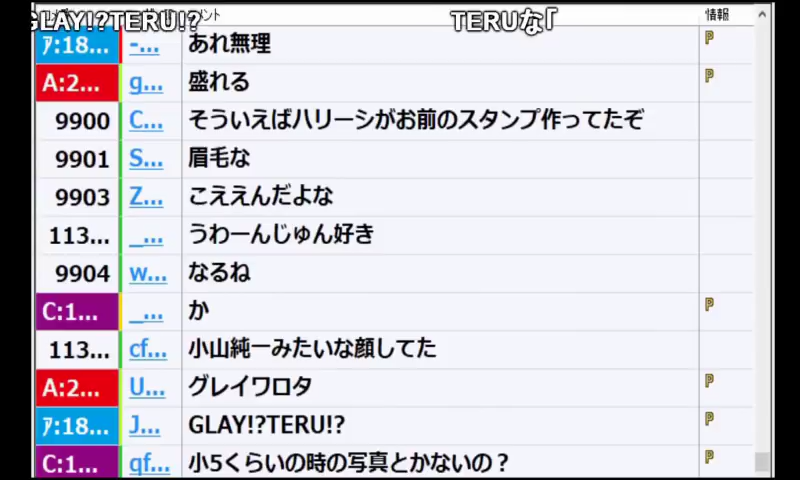 GLAY!?TERU!?
TERUな「
情報
ｱ:18... -... あれ無理 P
A:2... g... 盛れる P
9900 C... そういえばハリーシがお前のスタンプ作ってたぞ
9901 S... 眉毛な
9903 Z... こええんだよな
113... _... うわーんじゅん好き
9904 w... なるね
C:1... _... か P
113... cf... 小山純一みたいな顔してた
A:2... U... グレイワロタ P
ｱ:18... J... GLAY!?TERU!? P
C:1... qf... 小5くらいの時の写真とかないの？ P